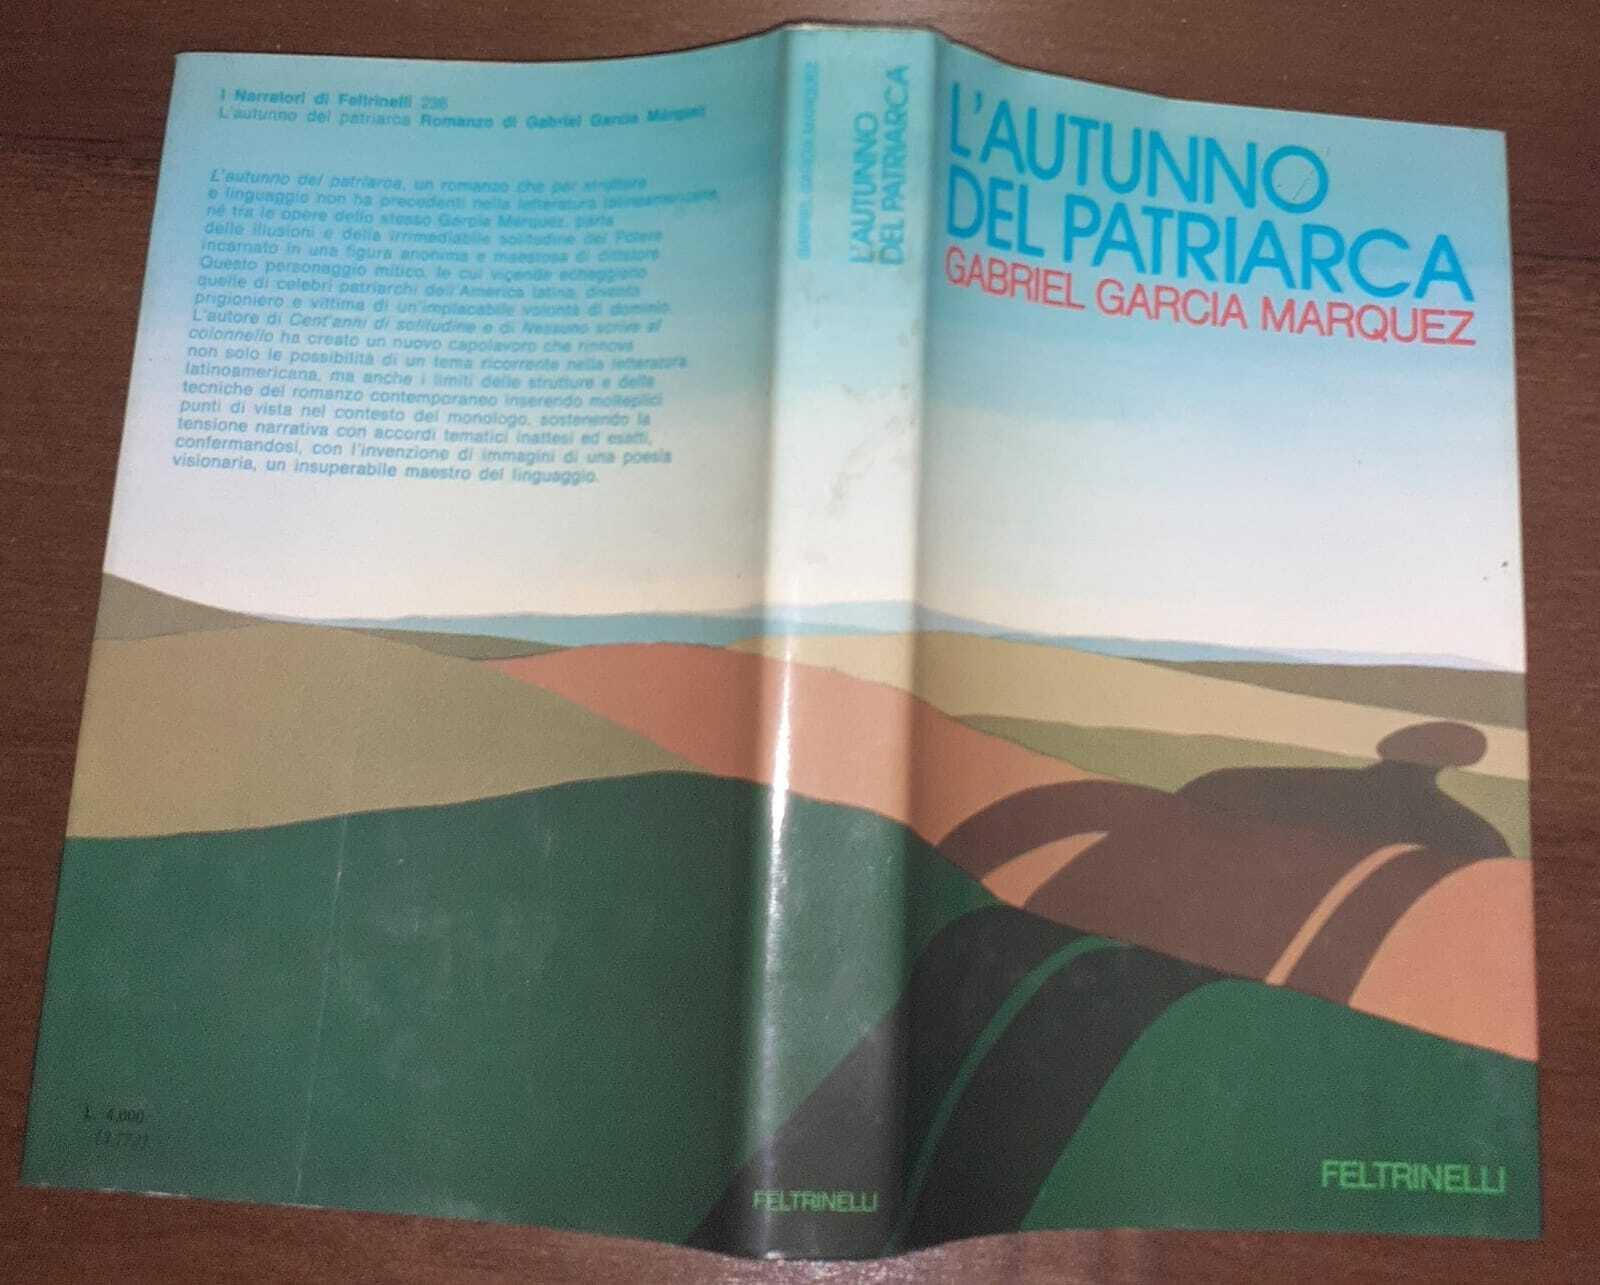 I Narratori di Feltrinelli 236
L'autunno del patriarca Romanzo di Gabriel Garcia Márquez
L'autunno del patriarca, un romanzo che per strutture
e linguaggio non ha precedenti nella letteratura latinoamericana,
né tra le opere dello stesso Garcia Márquez, parla
delle illusioni e della irrimediabile solitudine del Potere
incarnato in una figura anonima e maestosa di dittatore.
Questo personaggio mitico, le cui vicende echeggiano
quelle di celebri patriarchi dell'America latina, diventa
prigioniero e vittima di un'implacabile volontà di dominio.
L'autore di Cent'anni di solitudine e di Nessuno scrive al
colonnello ha creato un nuovo capolavoro che rinnova
non solo le possibilità di un tema ricorrente nella letteratura
latinoamericana, ma anche i limiti delle strutture e delle
tecniche del romanzo contemporaneo inserendo molteplici
punti di vista nel contesto del monologo, sostenendo la
tensione narrativa con accordi tematici inattesi ed esatti,
confermandosi, con l'invenzione di immagini di una poesia
visionaria, un insuperabile maestro del linguaggio.
L. 4.000
GABRIEL GARCIA MARQUEZ
L'AUTUNNO
DEL PATRIARCA
FELTRINELLI
L'AUTUNNO
DEL PATRIARCA
GABRIEL GARCIA MARQUEZ
FELTRINELLI